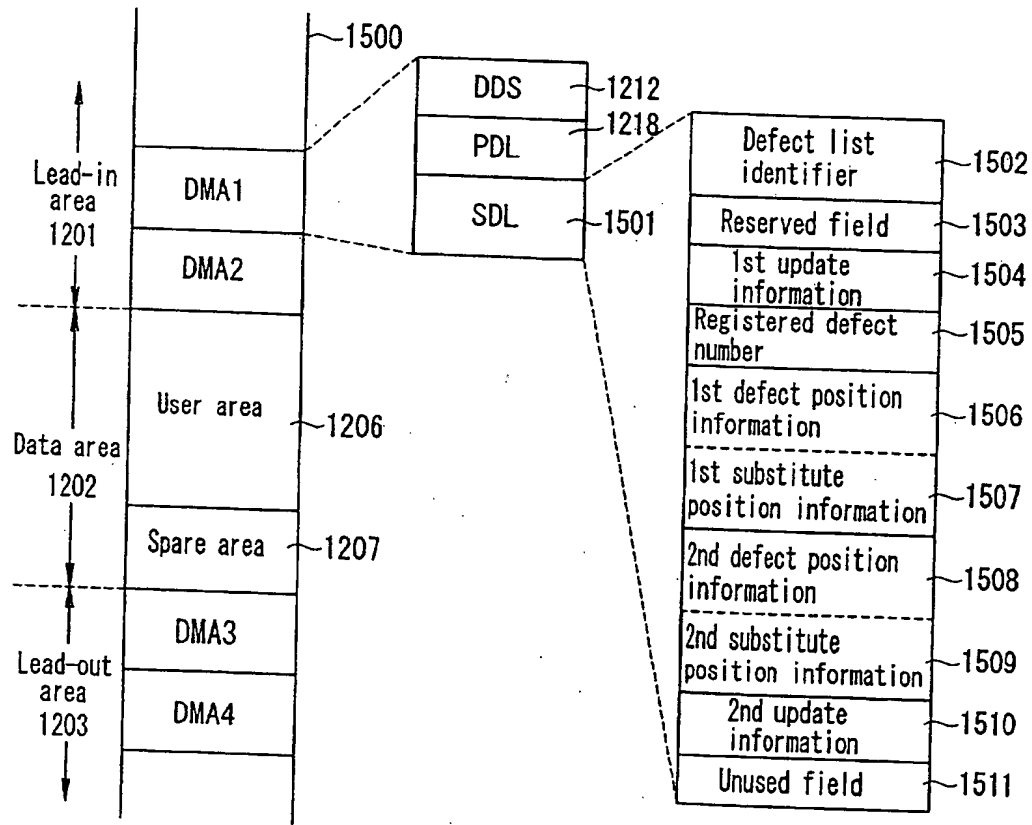 1500
Lead-in
area
1201
DMA1
DMA2
Data area
1202
User area
1206
Spare area
1207
Lead-out
area
1203
DMA3
DMA4
DDS
1212
PDL
1218
SDL
1501
Defect list
identifier
1502
Reserved field
1503
1st update
information
1504
Registered defect
number
1505
1st defect position
information
1506
1st substitute
position information
1507
2nd defect position
information
1508
2nd substitute
position information
1509
2nd update
information
1510
Unused field
1511